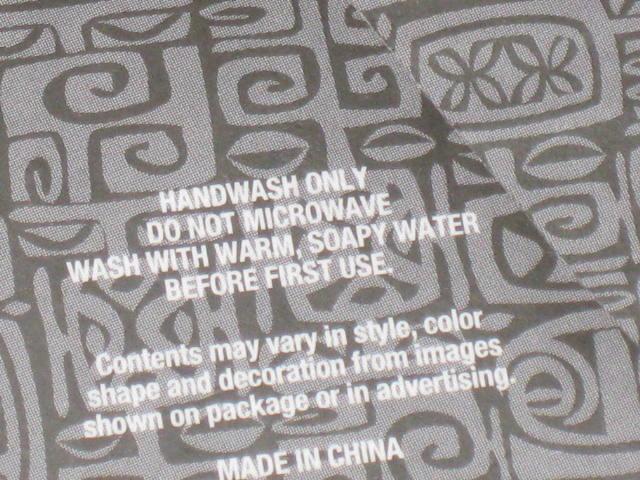 HANDWASH ONLY
DO NOT MICROWAVE
WASH WITH WARM, SOAPY WATER
BEFORE FIRST USE.
Contents may vary in style, color
shape and decoration from images
shown on package or in advertising.
MADE IN CHINA